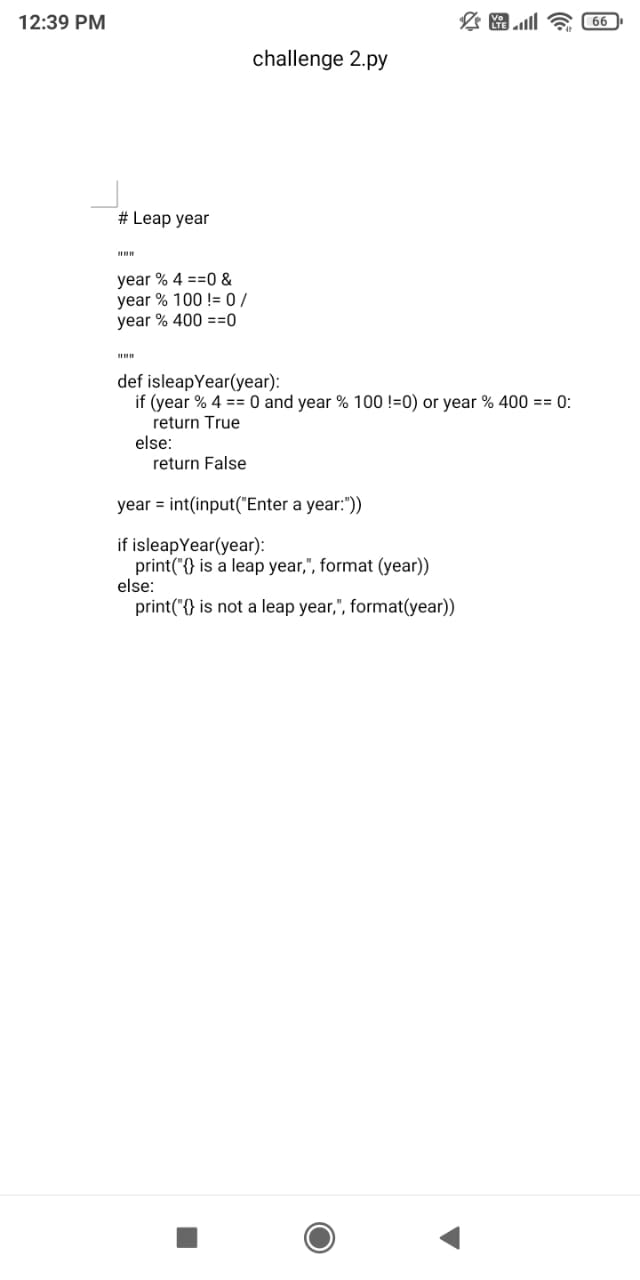 12:39 PM
Vo LTE
66
challenge 2.py
# Leap year
"""
year % 4 ==0 &
year % 100 != 0 /
year % 400 ==0
"""
def isleapYear(year):
if (year % 4 == 0 and year % 100 !=0) or year % 400 == 0:
return True
else:
return False
year = int(input("Enter a year:"))
if isleapYear(year):
print("{} is a leap year,", format (year))
else:
print("{} is not a leap year,", format(year))